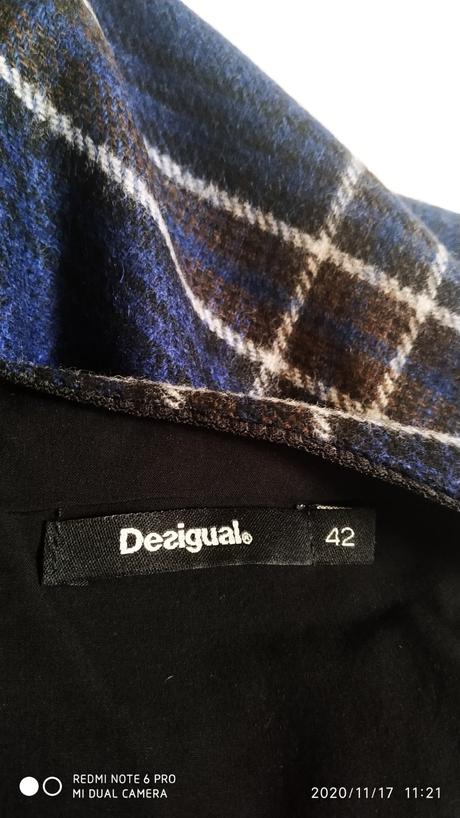 Desigual®
42
REDMI NOTE 6 PRO
MI DUAL CAMERA
2020/11/17 11:21